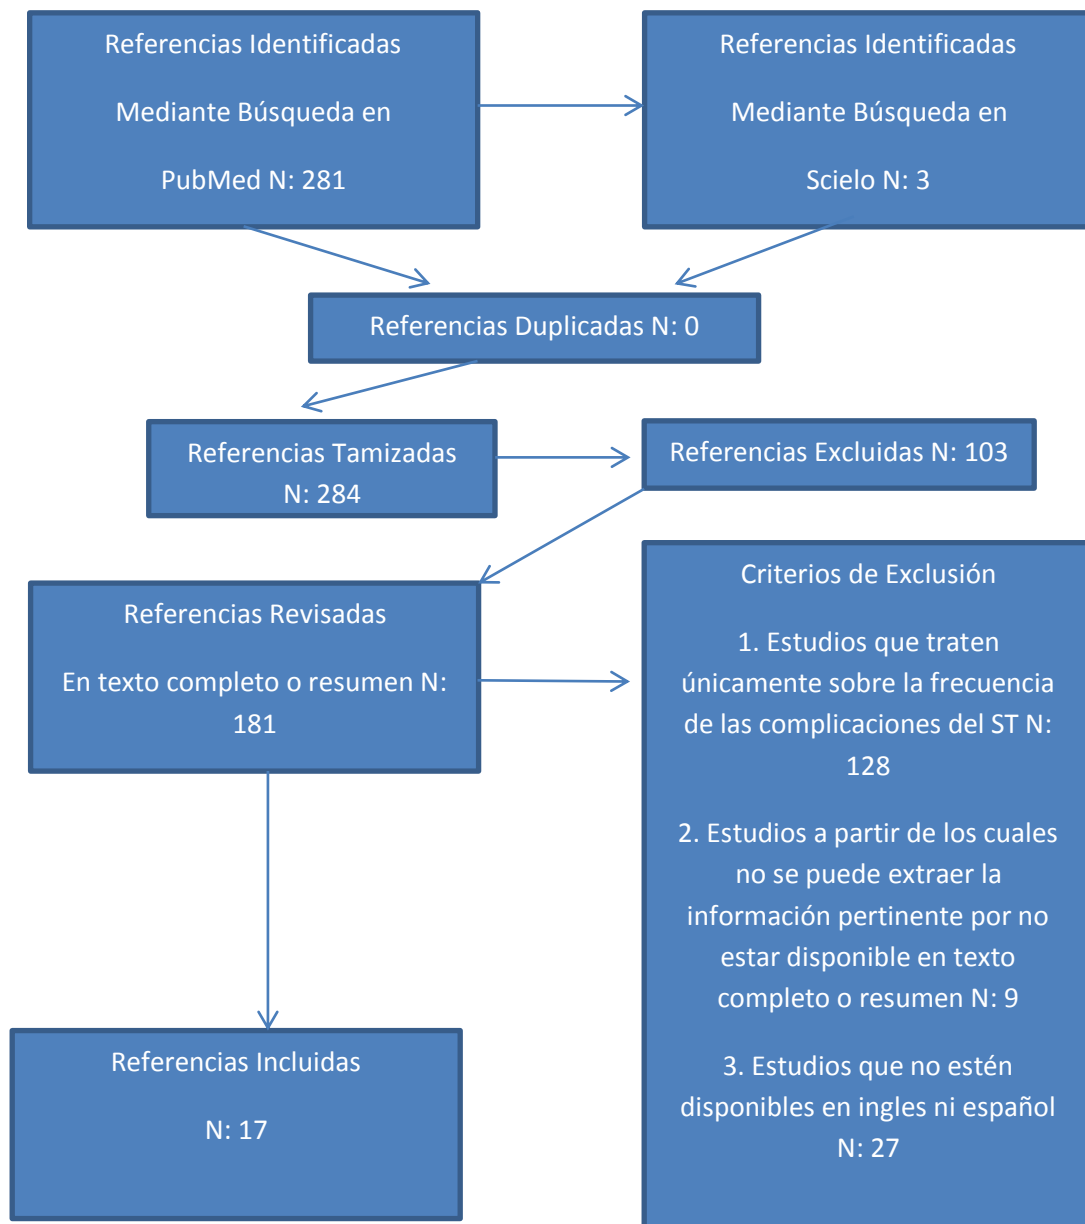 Referencias Identificadas
Mediante Búsqueda en
PubMed N: 281
Referencias Identificadas
Mediante Búsqueda en
Scielo N: 3
Referencias Duplicadas N: 0
Referencias Tamizadas
N: 284
Referencias Excluidas N: 103
Referencias Revisadas
En texto completo o resumen N:
181
Criterios de Exclusión
1. Estudios que traten
únicamente sobre la frecuencia
de las complicaciones del ST N:
128
2. Estudios a partir de los cuales
no se puede extraer la
información pertinente por no
estar disponible en texto
completo o resumen N: 9
3. Estudios que no estén
disponibles en ingles ni español
N: 27
Referencias Incluidas
N: 17